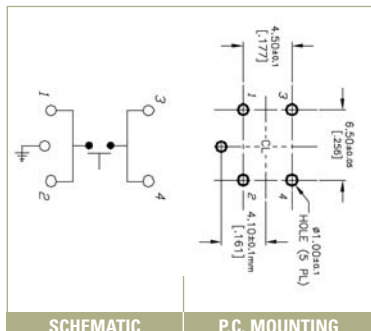 1
3
2
4
4.50±0.1
[.177]
1
3
6.50±0.05
[.256]
CL
2
4
4.10±0.1mm
[.161]
ø1.00±0.1
HOLE (5 PL)
SCHEMATIC
P.C. MOUNTING